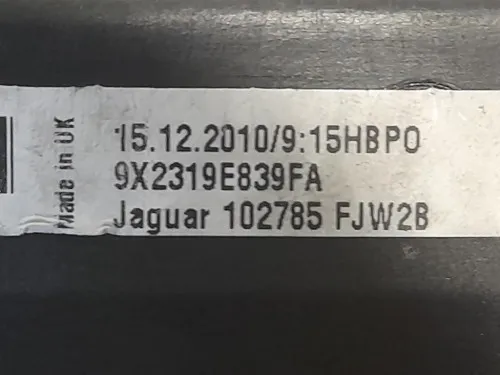 Made in UK
15.12.2010/9:15HBPO
9X2319E839FA
Jaguar 102785 FJW2B